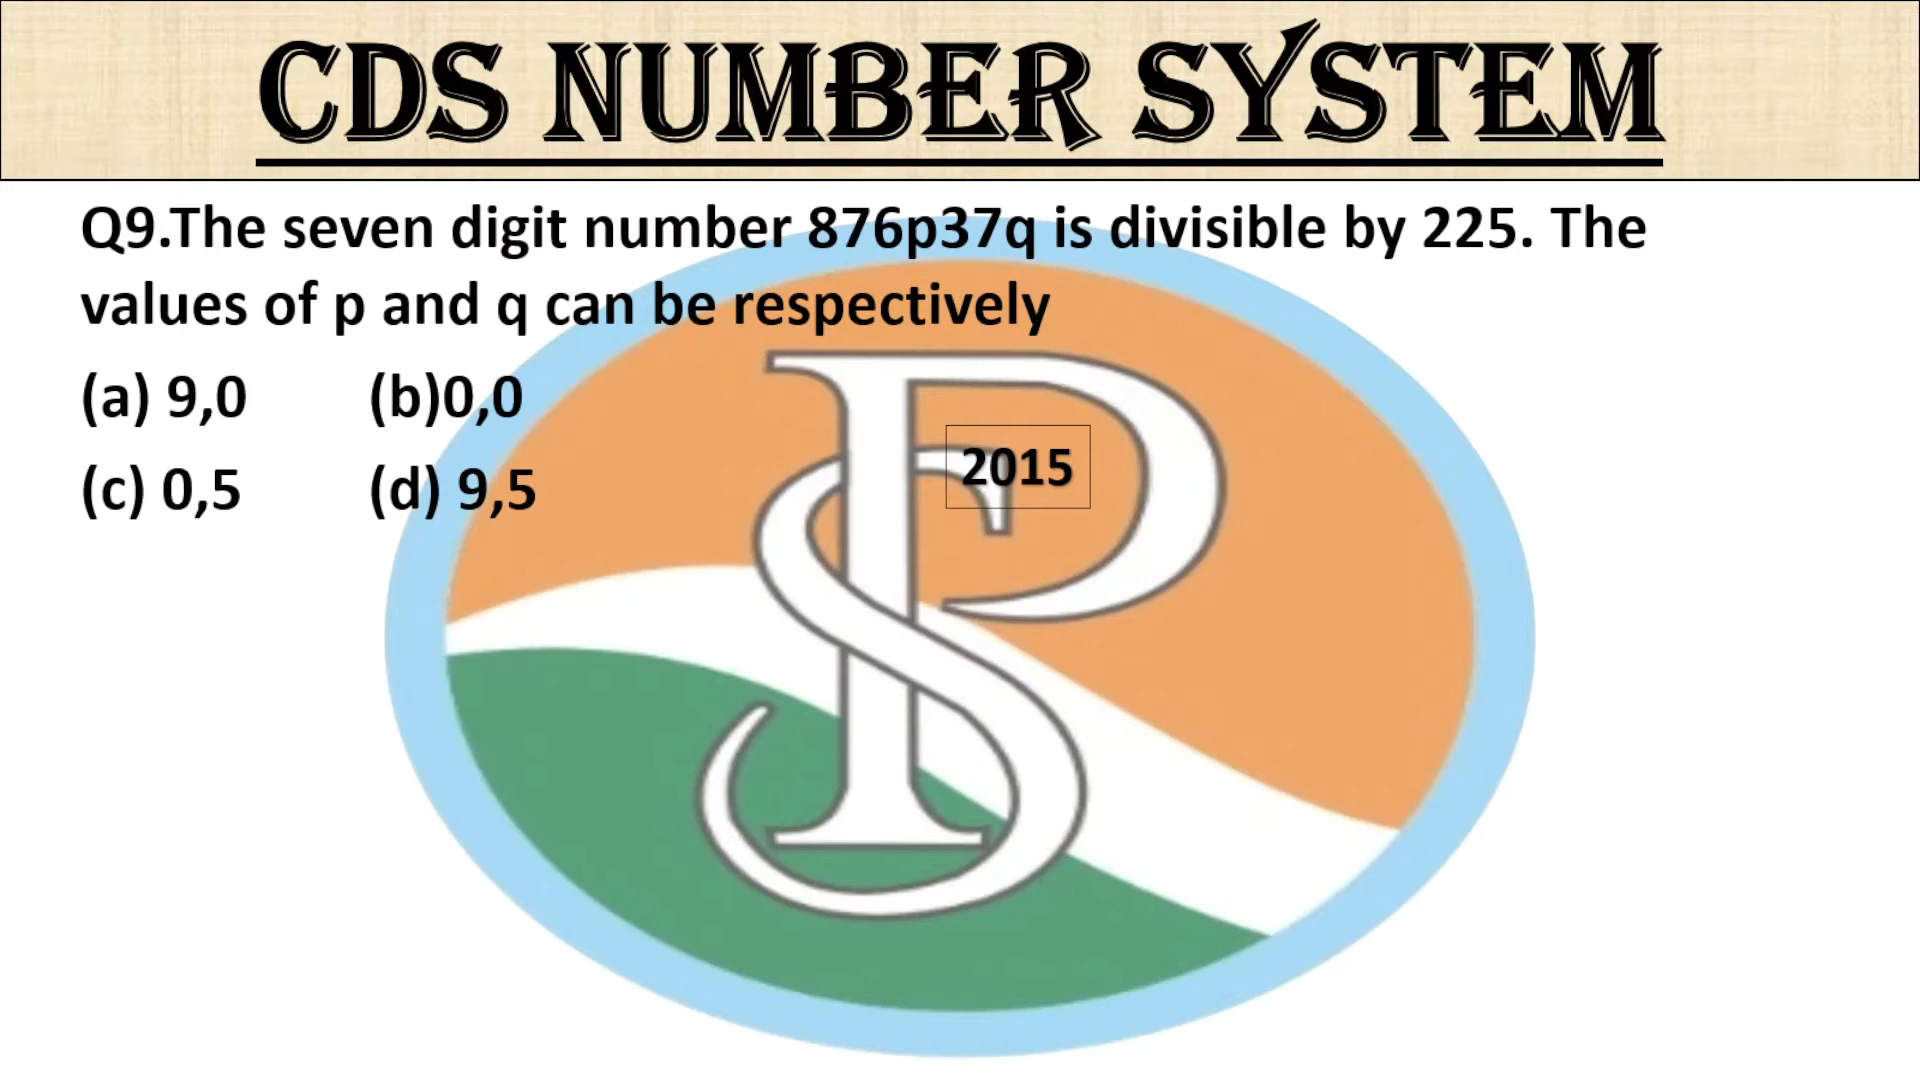 CDS NUMBER SYSTEM
Q9.The seven digit number 876p37q is divisible by 225. The
values of p and q can be respectively
(a) 9,0 (b)0,0
(c) 0,5 (d) 9,5
2015